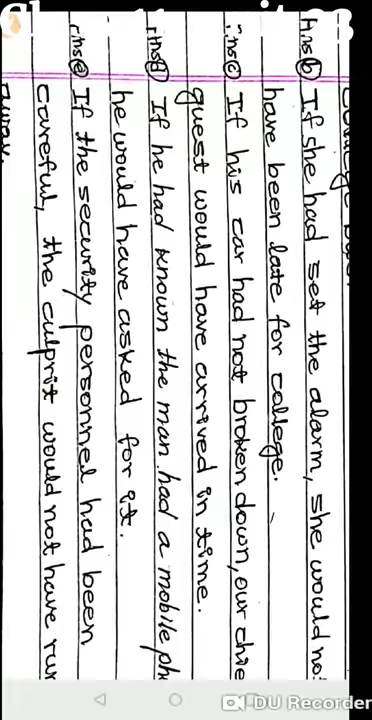 Ans (b) If she had set the alarm, she would no
have been late for college.
Ans (c) If his car had not broken down, our chie
guest would have arrived in time.
Ans (d) If he had known the man had a mobile ph
he would have asked for it.
Ans (e) If the security personnel had been
careful, the culprit would not have run
away.
DU Recorder